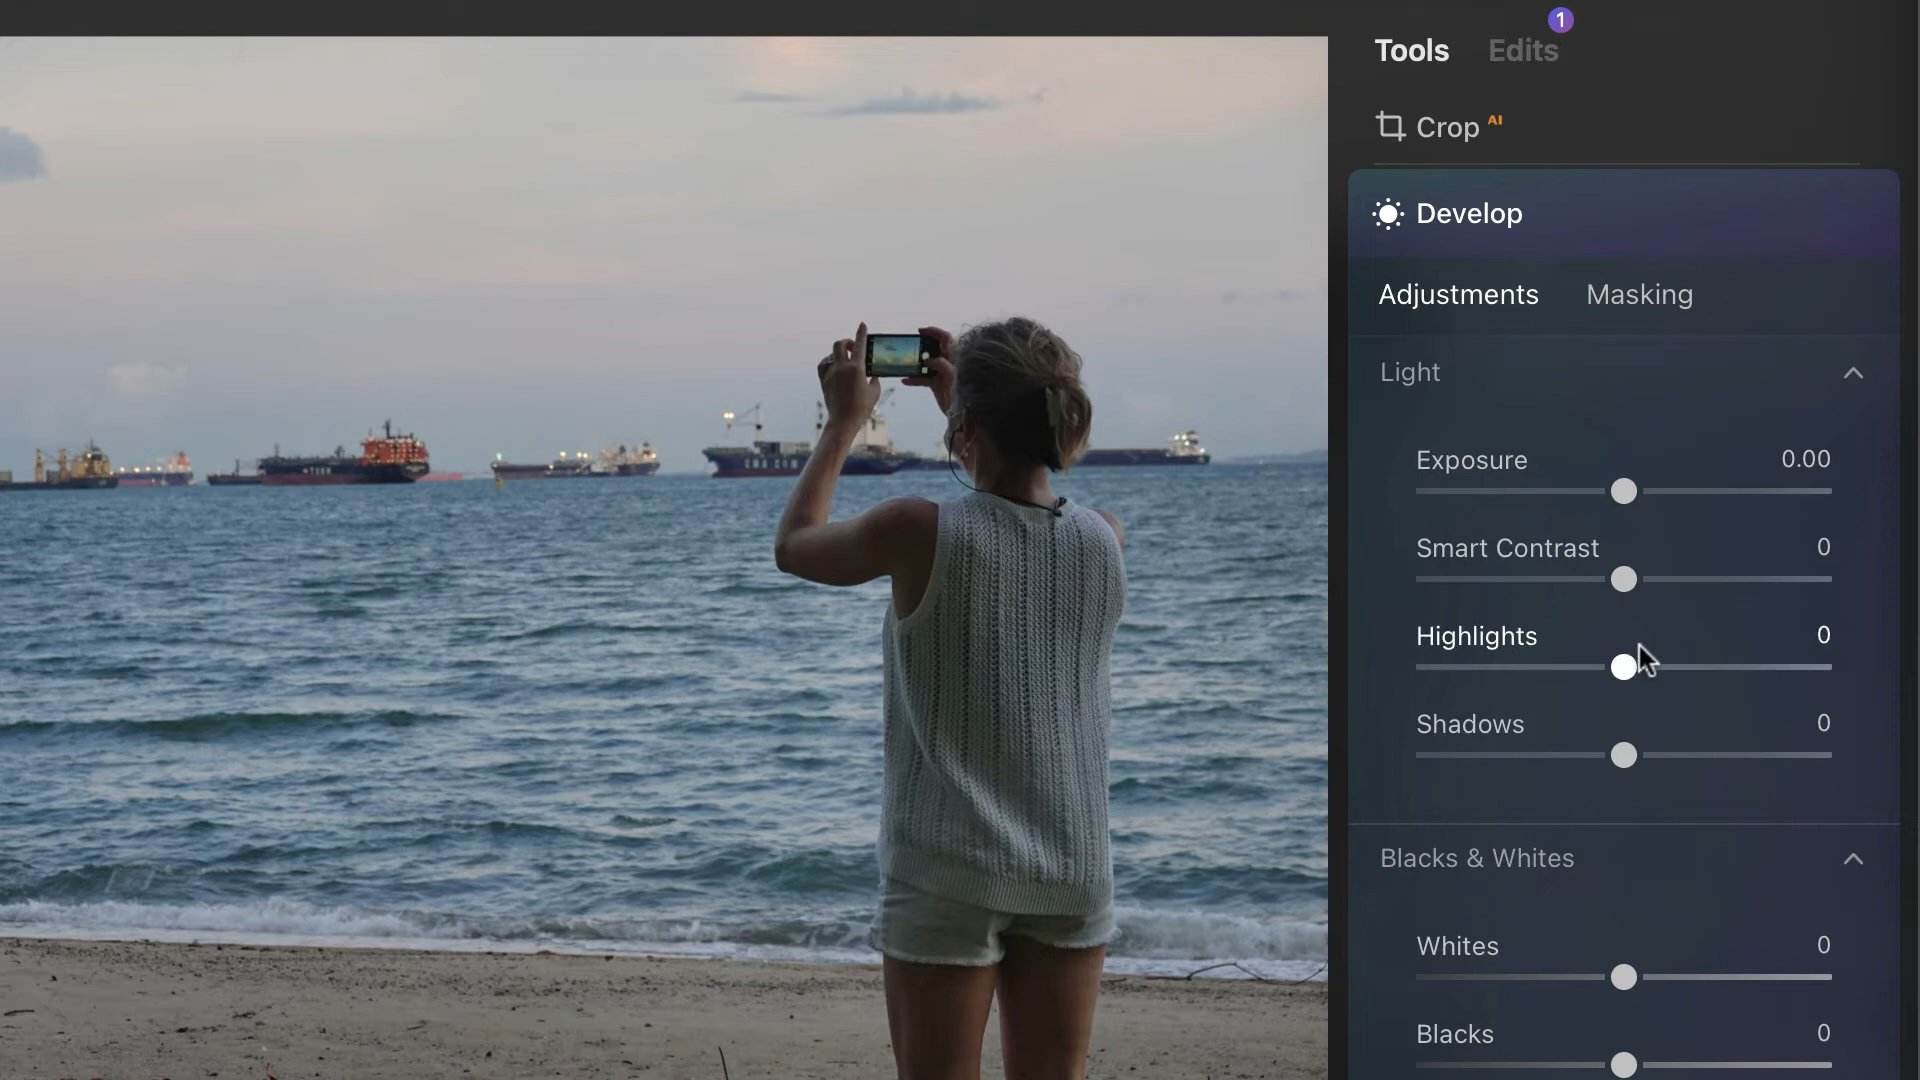 1
Tools Edits
Crop AI
Develop
Adjustments Masking
Light
Exposure 0.00
Smart Contrast 0
Highlights 0
Shadows 0
Blacks & Whites
Whites 0
Blacks 0